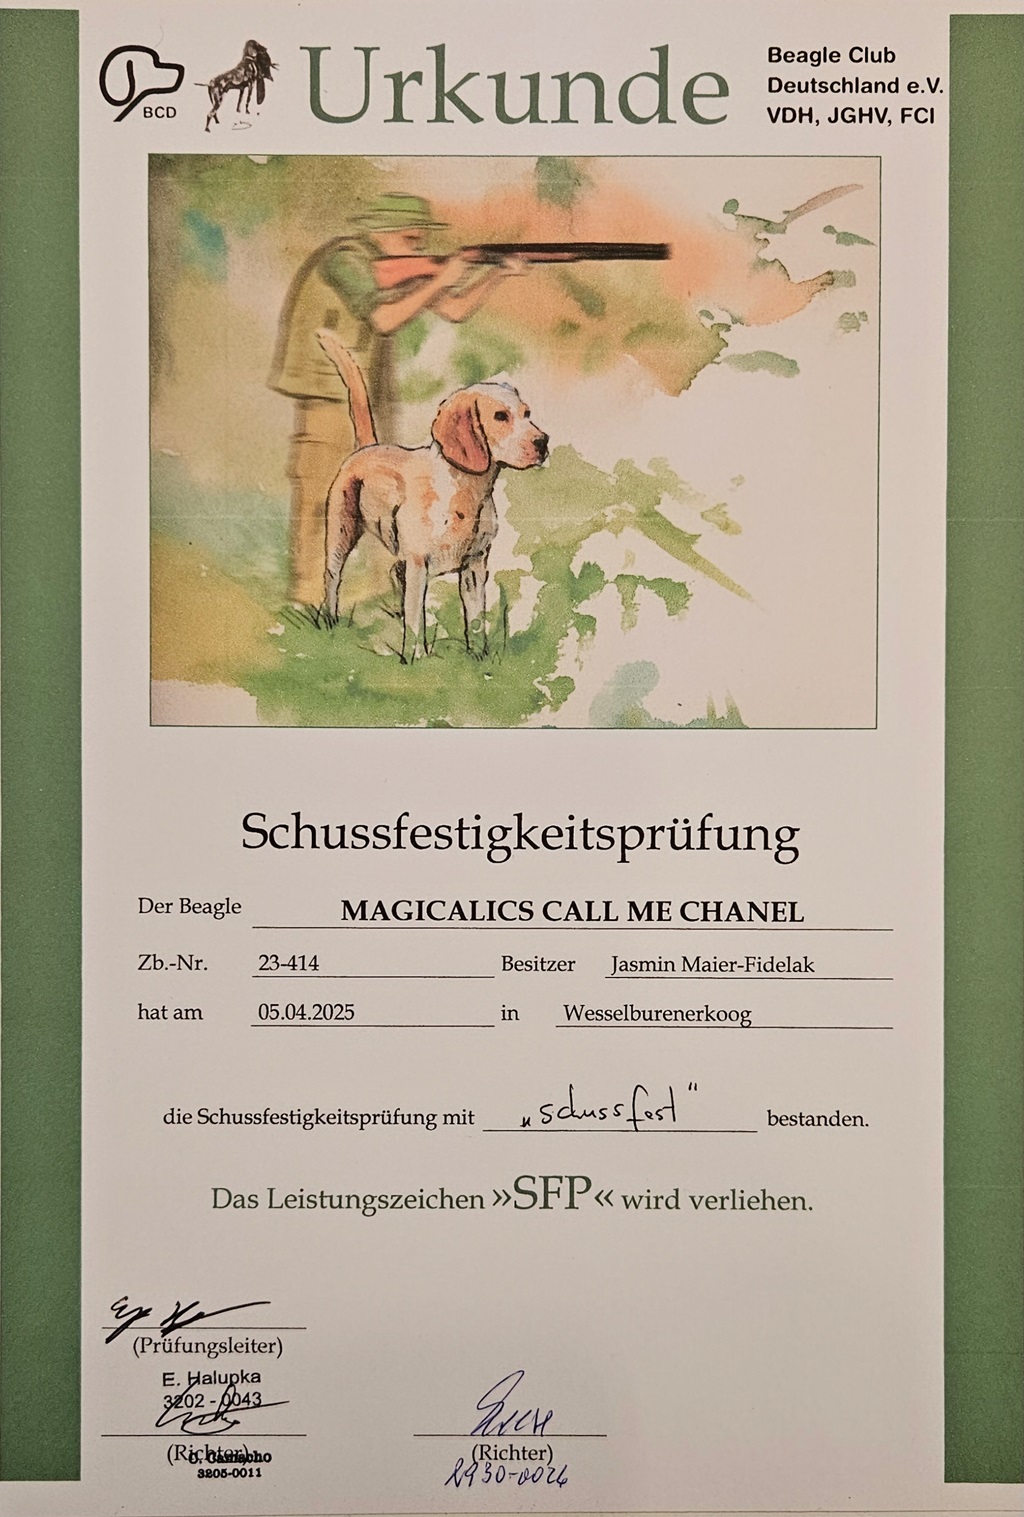 BCD
Urkunde
Beagle Club
Deutschland e.V.
VDH, JGHV, FCI
Schussfestigkeitsprüfung
Der Beagle MAGICALICS CALL ME CHANEL
Zb.-Nr. 23-414 Besitzer Jasmin Maier-Fidelak
hat am 05.04.2025 in Wesselburenerkoog
die Schussfestigkeitsprüfung mit „schussfest" bestanden.
Das Leistungszeichen »SFP« wird verliehen.
(Prüfungsleiter)
E. Halupka
3202 - 0043
(Richter) (Richter)
Camacho
3205-0011 2930-0026